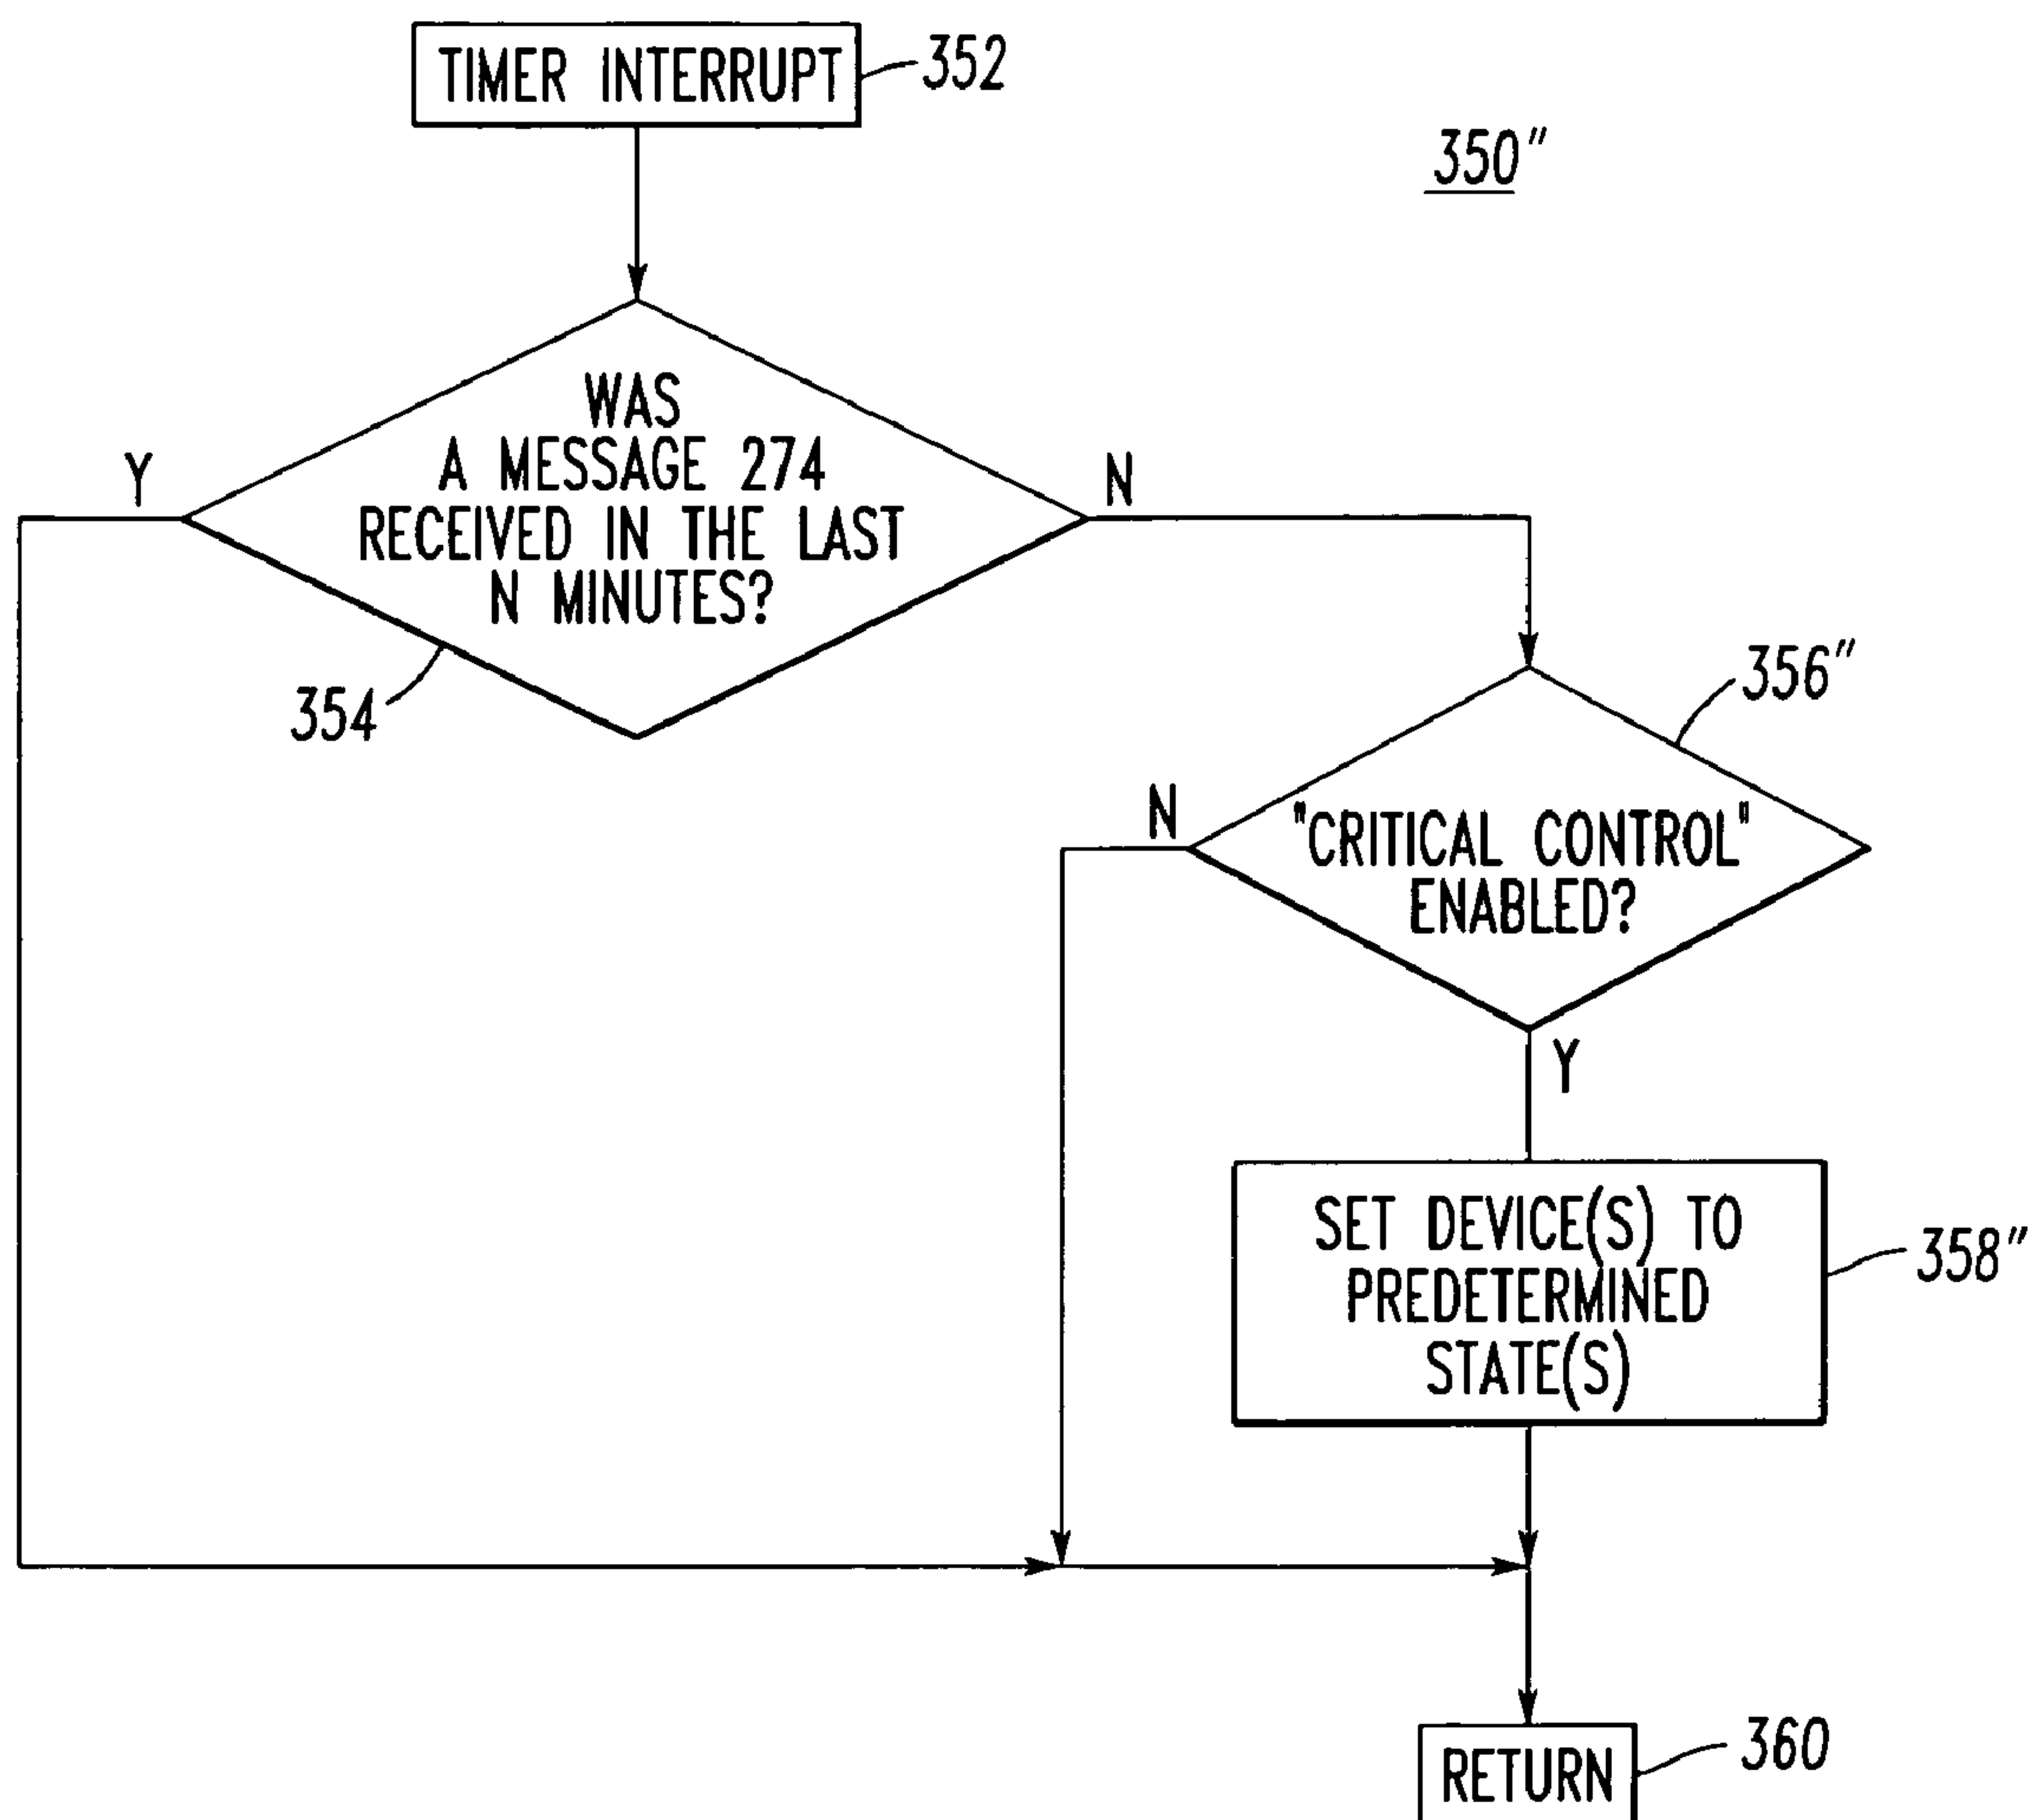 TIMER INTERRUPT
352
350"
WAS
A MESSAGE 274
RECEIVED IN THE LAST
N MINUTES?
Y
N
354
356"
"CRITICAL CONTROL"
ENABLED?
N
Y
SET DEVICE(S) TO
PREDETERMINED
STATE(S)
358"
RETURN
360